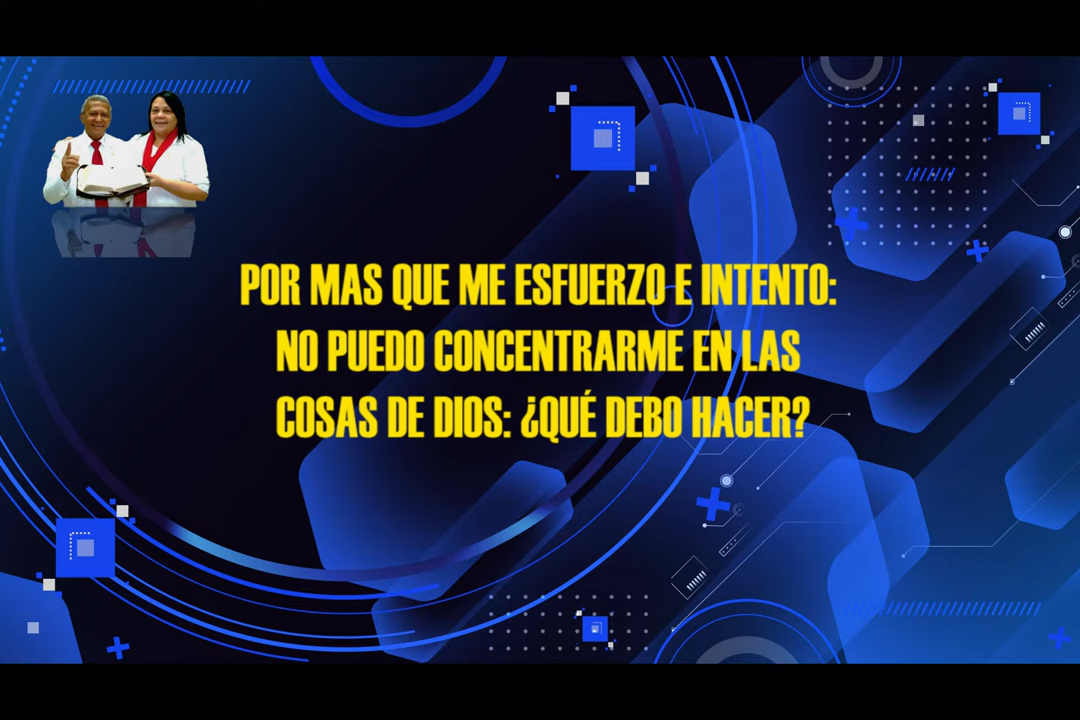 POR MAS QUE ME ESFUERZO E INTENTO:
NO PUEDO CONCENTRARME EN LAS
COSAS DE DIOS: ¿QUÉ DEBO HACER?